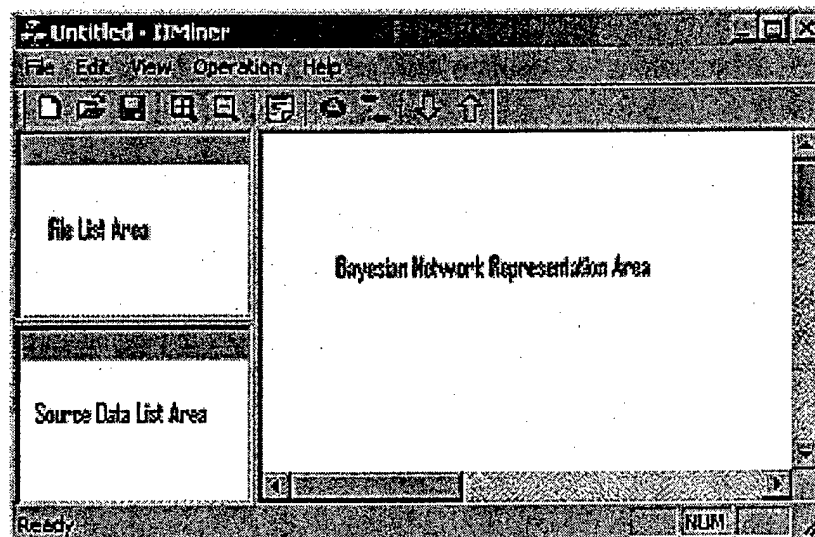 Untitled - IDMiner
File Edit View Operation Help
File List Area
Bayesian Network Representation Area
Source Data List Area
Ready
NUM